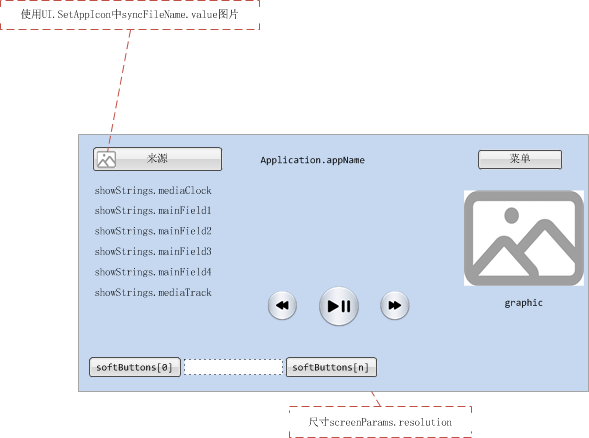 使用UI.SetAppIcon中syncFileName.value图片
来源
Application.appName
菜单
showStrings.mediaClock
showStrings.mainField1
showStrings.mainField2
showStrings.mainField3
showStrings.mainField4
showStrings.mediaTrack
graphic
softButtons[0]
softButtons[n]
尺寸screenParams.resolution